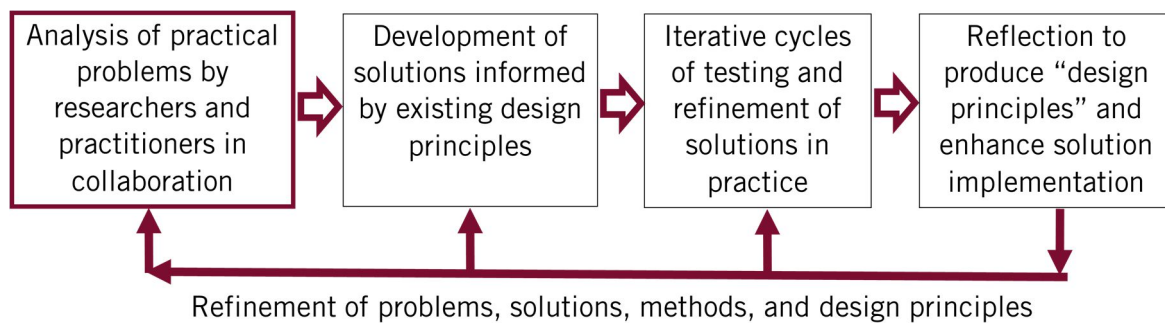 Analysis of practical
problems by
researchers and
practitioners in
collaboration
Development of
solutions informed
by existing design
principles
Iterative cycles
of testing and
refinement of
solutions in
practice
Reflection to
produce “design
principles” and
enhance solution
implementation
Refinement of problems, solutions, methods, and design principles